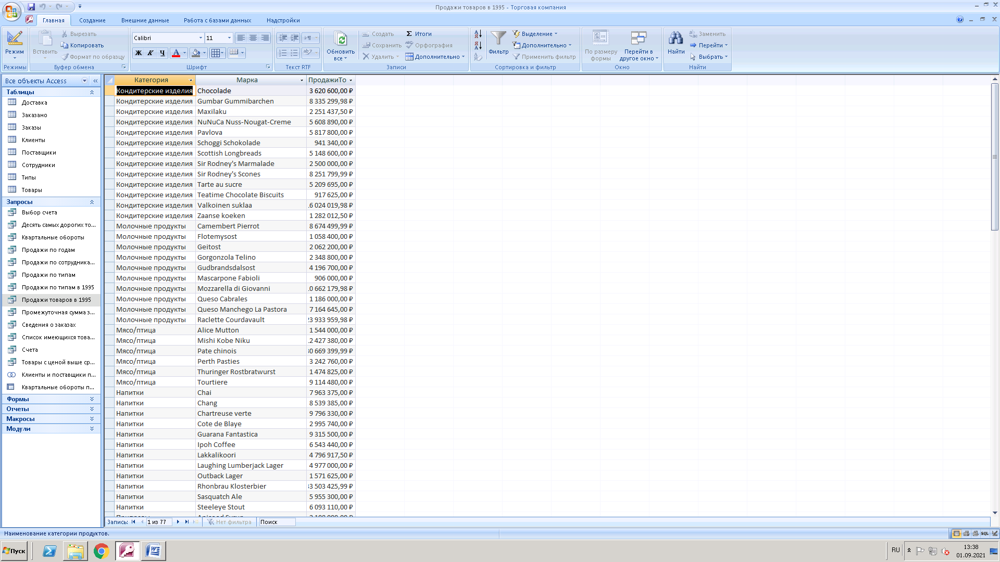 Продажи товаров в 1995 - Торговая компания
Главная Создание Внешние данные Работа с базами данных Надстройки
Режим
Режимы
Вставить
Вырезать
Копировать
Формат по образцу
Буфер обмена
Calibri 11
Ж К Ч А
Шрифт
Текст RTF
Обновить все
Создать
Сохранить
Удалить
Σ Итоги
Орфография
Дополнительно
Записи
Фильтр
Выделение
Дополнительно
Применить фильтр
Сортировка и фильтр
По размеру формы
Перейти в другое окно
Окно
Найти
Заменить
Перейти
Выбрать
Найти
Все объекты Access
Таблицы
Доставка
Заказано
Заказы
Клиенты
Поставщики
Сотрудники
Типы
Товары
Запросы
Выбор счета
Десять самых дорогих то...
Квартальные обороты
Продажи по годам
Продажи по сотрудника...
Продажи по типам
Продажи по типам в 1995
Продажи товаров в 1995
Промежуточная сумма з...
Сведения о заказах
Список имеющихся това...
Счета
Товары с ценой выше ср...
Клиенты и поставщики п...
Квартальные обороты п...
Формы
Отчеты
Макросы
Модули
Категория Марка ПродажиТо
Кондитерские изделия Chocolade 3 620 600,00 ₽
Кондитерские изделия Gumbar Gummibarchen 8 335 299,98 ₽
Кондитерские изделия Maxilaku 2 251 437,50 ₽
Кондитерские изделия NuNuCa Nuss-Nougat-Creme 5 608 890,00 ₽
Кондитерские изделия Pavlova 5 817 800,00 ₽
Кондитерские изделия Schoggi Schokolade 941 340,00 ₽
Кондитерские изделия Scottish Longbreads 5 148 600,00 ₽
Кондитерские изделия Sir Rodney's Marmalade 2 500 000,00 ₽
Кондитерские изделия Sir Rodney's Scones 8 251 799,99 ₽
Кондитерские изделия Tarte au sucre 5 209 695,00 ₽
Кондитерские изделия Teatime Chocolate Biscuits 917 625,00 ₽
Кондитерские изделия Valkoinen suklaa 6 024 019,98 ₽
Кондитерские изделия Zaanse koeken 1 282 012,50 ₽
Молочные продукты Camembert Pierrot 8 674 499,99 ₽
Молочные продукты Flotemysost 1 058 400,00 ₽
Молочные продукты Geitost 2 062 200,00 ₽
Молочные продукты Gorgonzola Telino 2 348 800,00 ₽
Молочные продукты Gudbrandsdalsost 4 196 700,00 ₽
Молочные продукты Mascarpone Fabioli 906 000,00 ₽
Молочные продукты Mozzarella di Giovanni 0 662 179,98 ₽
Молочные продукты Queso Cabrales 1 186 000,00 ₽
Молочные продукты Queso Manchego La Pastora 7 164 645,00 ₽
Молочные продукты Raclette Courdavault 23 933 959,98 ₽
Мясо/птица Alice Mutton 1 544 000,00 ₽
Мясо/птица Mishi Kobe Niku 2 427 380,00 ₽
Мясо/птица Pate chinois 30 669 399,99 ₽
Мясо/птица Perth Pasties 3 242 760,00 ₽
Мясо/птица Thuringer Rostbratwurst 1 474 825,00 ₽
Мясо/птица Tourtiere 9 114 480,00 ₽
Напитки Chai 7 963 375,00 ₽
Напитки Chang 8 539 385,00 ₽
Напитки Chartreuse verte 9 796 330,00 ₽
Напитки Cote de Blaye 2 995 740,00 ₽
Напитки Guarana Fantastica 9 315 500,00 ₽
Напитки Ipoh Coffee 6 543 440,00 ₽
Напитки Lakkalikoori 4 796 917,50 ₽
Напитки Laughing Lumberjack Lager 4 977 000,00 ₽
Напитки Outback Lager 1 571 625,00 ₽
Напитки Rhonbrau Klosterbier 33 503 425,99 ₽
Напитки Sasquatch Ale 5 955 300,00 ₽
Напитки Steeleye Stout 6 093 110,00 ₽
Запись: 1 из 77 Нет фильтра Поиск
Наименование категории продуктов.
SQL
Пуск
RU
13:38
01.09.2021